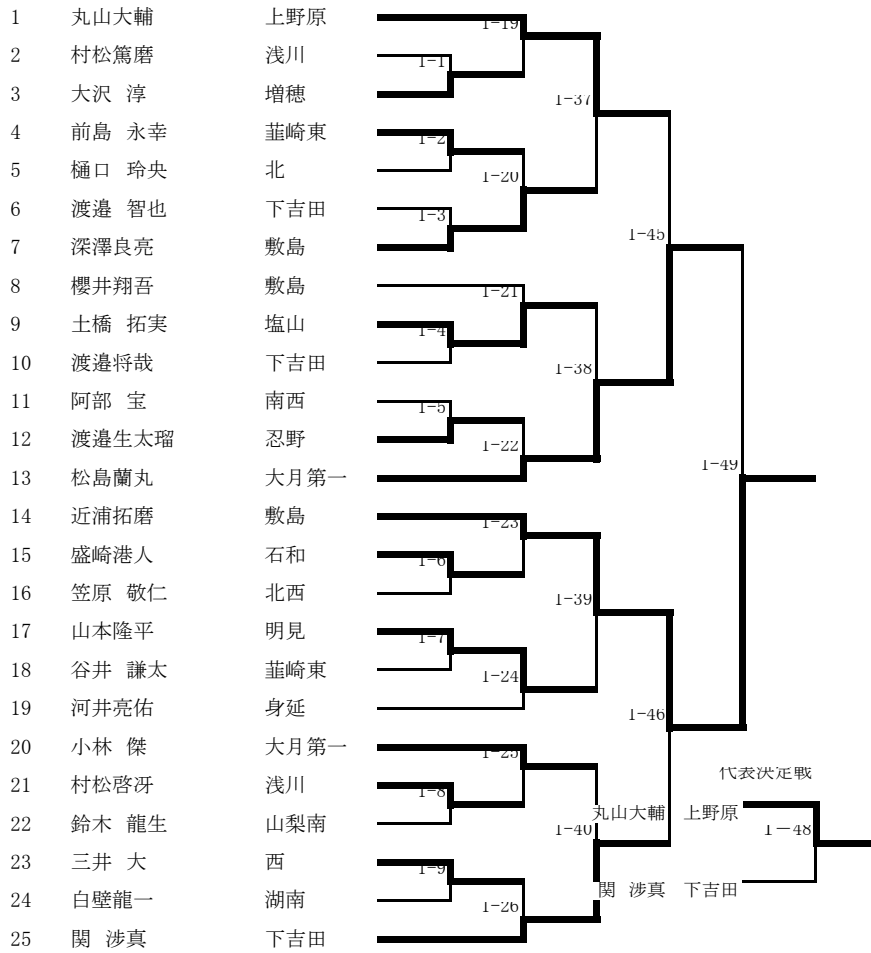 1 丸山大輔 上野原
2 村松篤磨 浅川
3 大沢 淳 増穂
4 前島 永幸 韮崎東
5 樋口 玲央 北
6 渡邉 智也 下吉田
7 深澤良亮 敷島
8 櫻井翔吾 敷島
9 土橋 拓実 塩山
10 渡邉将哉 下吉田
11 阿部 宝 南西
12 渡邉生太瑠 忍野
13 松島蘭丸 大月第一
14 近浦拓磨 敷島
15 盛崎港人 石和
16 笠原 敬仁 北西
17 山本隆平 明見
18 谷井 謙太 韮崎東
19 河井亮佑 身延
20 小林 傑 大月第一
21 村松啓冴 浅川
22 鈴木 龍生 山梨南
23 三井 大 西
24 白壁龍一 湖南
25 関 渉真 下吉田
1-1
1-2
1-3
1-4
1-5
1-6
1-7
1-8
1-9
1-19
1-20
1-21
1-22
1-23
1-24
1-25
1-26
1-37
1-38
1-39
1-40
1-45
1-46
1-49
代表決定戦
丸山大輔 上野原
1-48
関 渉真 下吉田